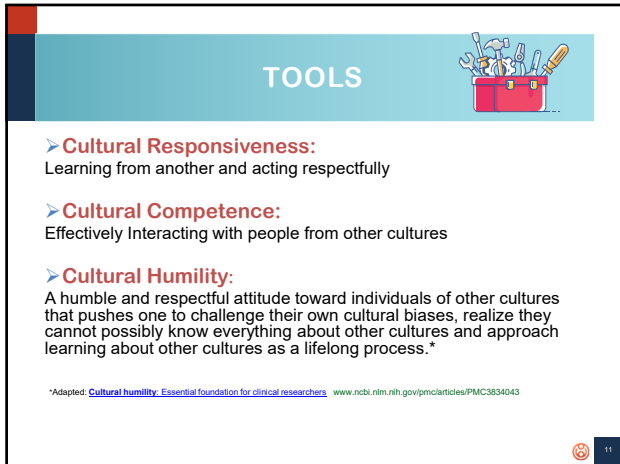 TOOLS
➢Cultural Responsiveness:
Learning from another and acting respectfully
➢Cultural Competence:
Effectively Interacting with people from other cultures
➢Cultural Humility:
A humble and respectful attitude toward individuals of other cultures
that pushes one to challenge their own cultural biases, realize they
cannot possibly know everything about other cultures and approach
learning about other cultures as a lifelong process.*
*Adapted: Cultural humility: Essential foundation for clinical researchers www.ncbi.nlm.nih.gov/pmc/articles/PMC3834043
11